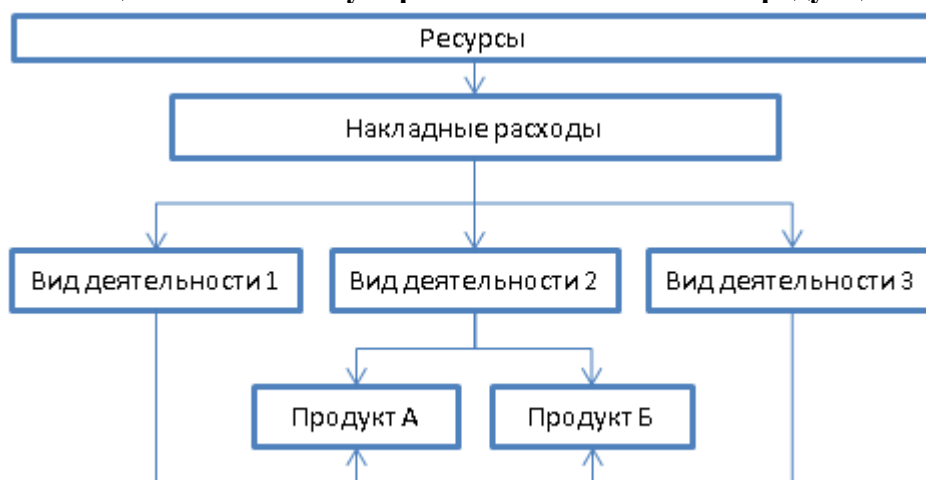 Ресурсы
Накладные расходы
Вид деятельности 1
Вид деятельности 2
Вид деятельности 3
Продукт А
Продукт Б